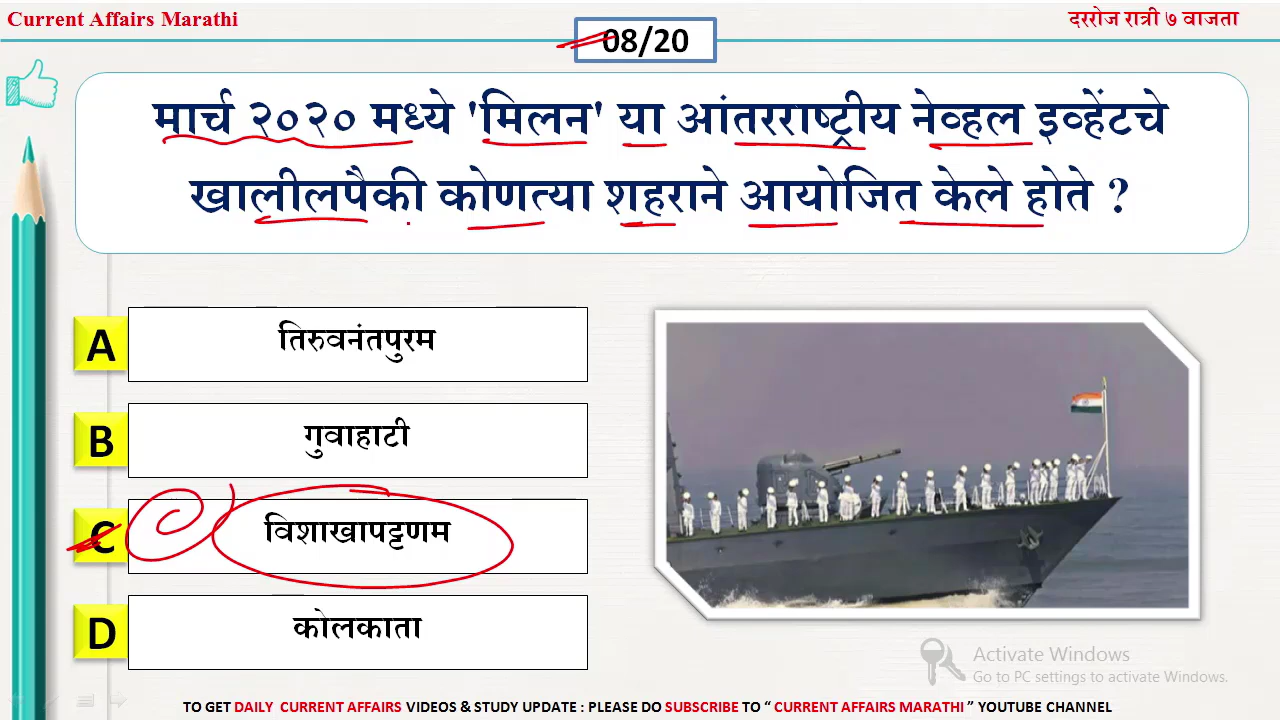 Current Affairs Marathi
दररोज रात्री ७ वाजता
08/20
मार्च २०२० मध्ये 'मिलन' या आंतरराष्ट्रीय नेव्हल इव्हेंटचे
खालीलपैकी कोणत्या शहराने आयोजित केले होते ?
A तिरुवनंतपुरम
B गुवाहाटी
C विशाखापट्टणम
D कोलकाता
Activate Windows
Go to PC settings to activate Windows.
TO GET DAILY CURRENT AFFAIRS VIDEOS & STUDY UPDATE : PLEASE DO SUBSCRIBE TO “ CURRENT AFFAIRS MARATHI ” YOUTUBE CHANNEL